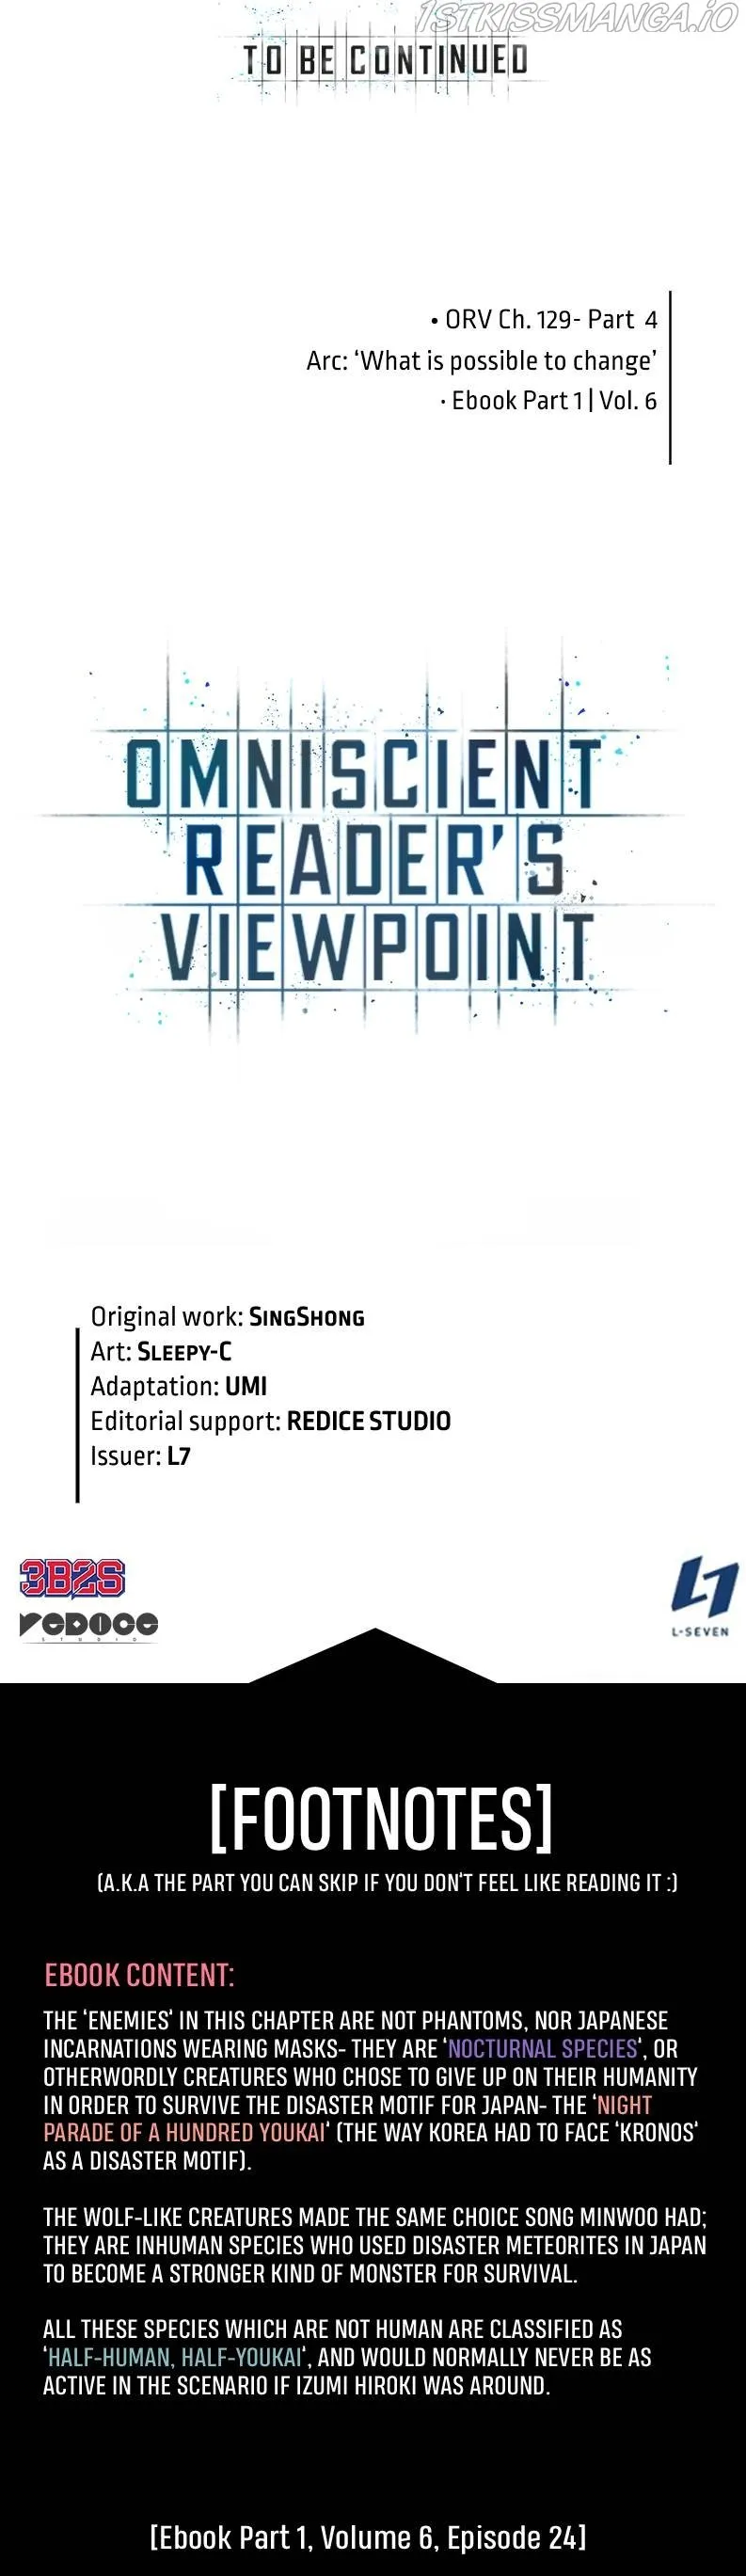 1STKISSMANGA.iO
TO BE CONTINUED
• ORV Ch. 129- Part 4
Arc: ‘What is possible to change’
· Ebook Part 1 | Vol. 6
OMNISCIENT
READER'S
VIEWPOINT
Original work: SINGSHONG
Art: SLEEPY-C
Adaptation: UMI
Editorial support: REDICE STUDIO
Issuer: L7
3B2S
REDICE
STUDIO
L7
L-SEVEN
[FOOTNOTES]
(A.K.A THE PART YOU CAN SKIP IF YOU DON'T FEEL LIKE READING IT :)
EBOOK CONTENT:
THE 'ENEMIES' IN THIS CHAPTER ARE NOT PHANTOMS, NOR JAPANESE
INCARNATIONS WEARING MASKS- THEY ARE 'NOCTURNAL SPECIES', OR
OTHERWORDLY CREATURES WHO CHOSE TO GIVE UP ON THEIR HUMANITY
IN ORDER TO SURVIVE THE DISASTER MOTIF FOR JAPAN- THE 'NIGHT
PARADE OF A HUNDRED YOUKAI' (THE WAY KOREA HAD TO FACE 'KRONOS'
AS A DISASTER MOTIF).
THE WOLF-LIKE CREATURES MADE THE SAME CHOICE SONG MINWOO HAD;
THEY ARE INHUMAN SPECIES WHO USED DISASTER METEORITES IN JAPAN
TO BECOME A STRONGER KIND OF MONSTER FOR SURVIVAL.
ALL THESE SPECIES WHICH ARE NOT HUMAN ARE CLASSIFIED AS
'HALF-HUMAN, HALF-YOUKAI', AND WOULD NORMALLY NEVER BE AS
ACTIVE IN THE SCENARIO IF IZUMI HIROKI WAS AROUND.
[Ebook Part 1, Volume 6, Episode 24]